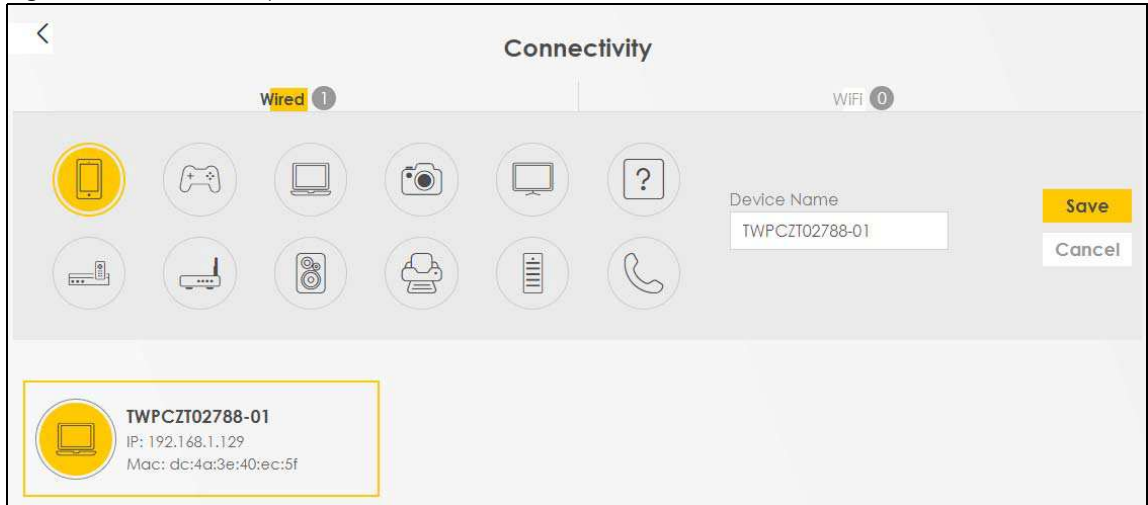 Connectivity
Wired 1
WiFi 0
?
Device Name
TWPCZT02788-01
Save
Cancel
TWPCZT02788-01
IP: 192.168.1.129
Mac: dc:4a:3e:40:ec:5f